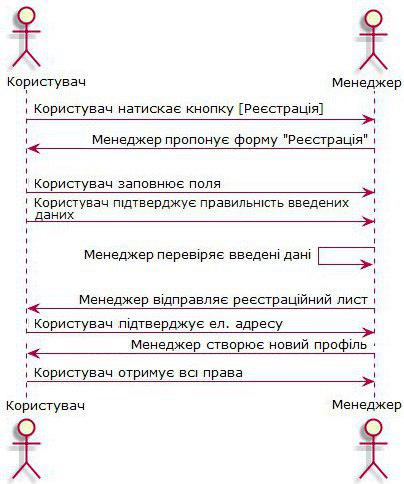 Користувач
Менеджер
Користувач натискає кнопку [Реєстрація]
Менеджер пропонує форму "Реєстрація"
Користувач заповнює поля
Користувач підтверджує правильність введених
даних
Менеджер перевіряє введені дані
Менеджер відправляє реєстраційний лист
Користувач підтверджує ел. адресу
Менеджер створює новий профіль
Користувач отримує всі права
Користувач
Менеджер